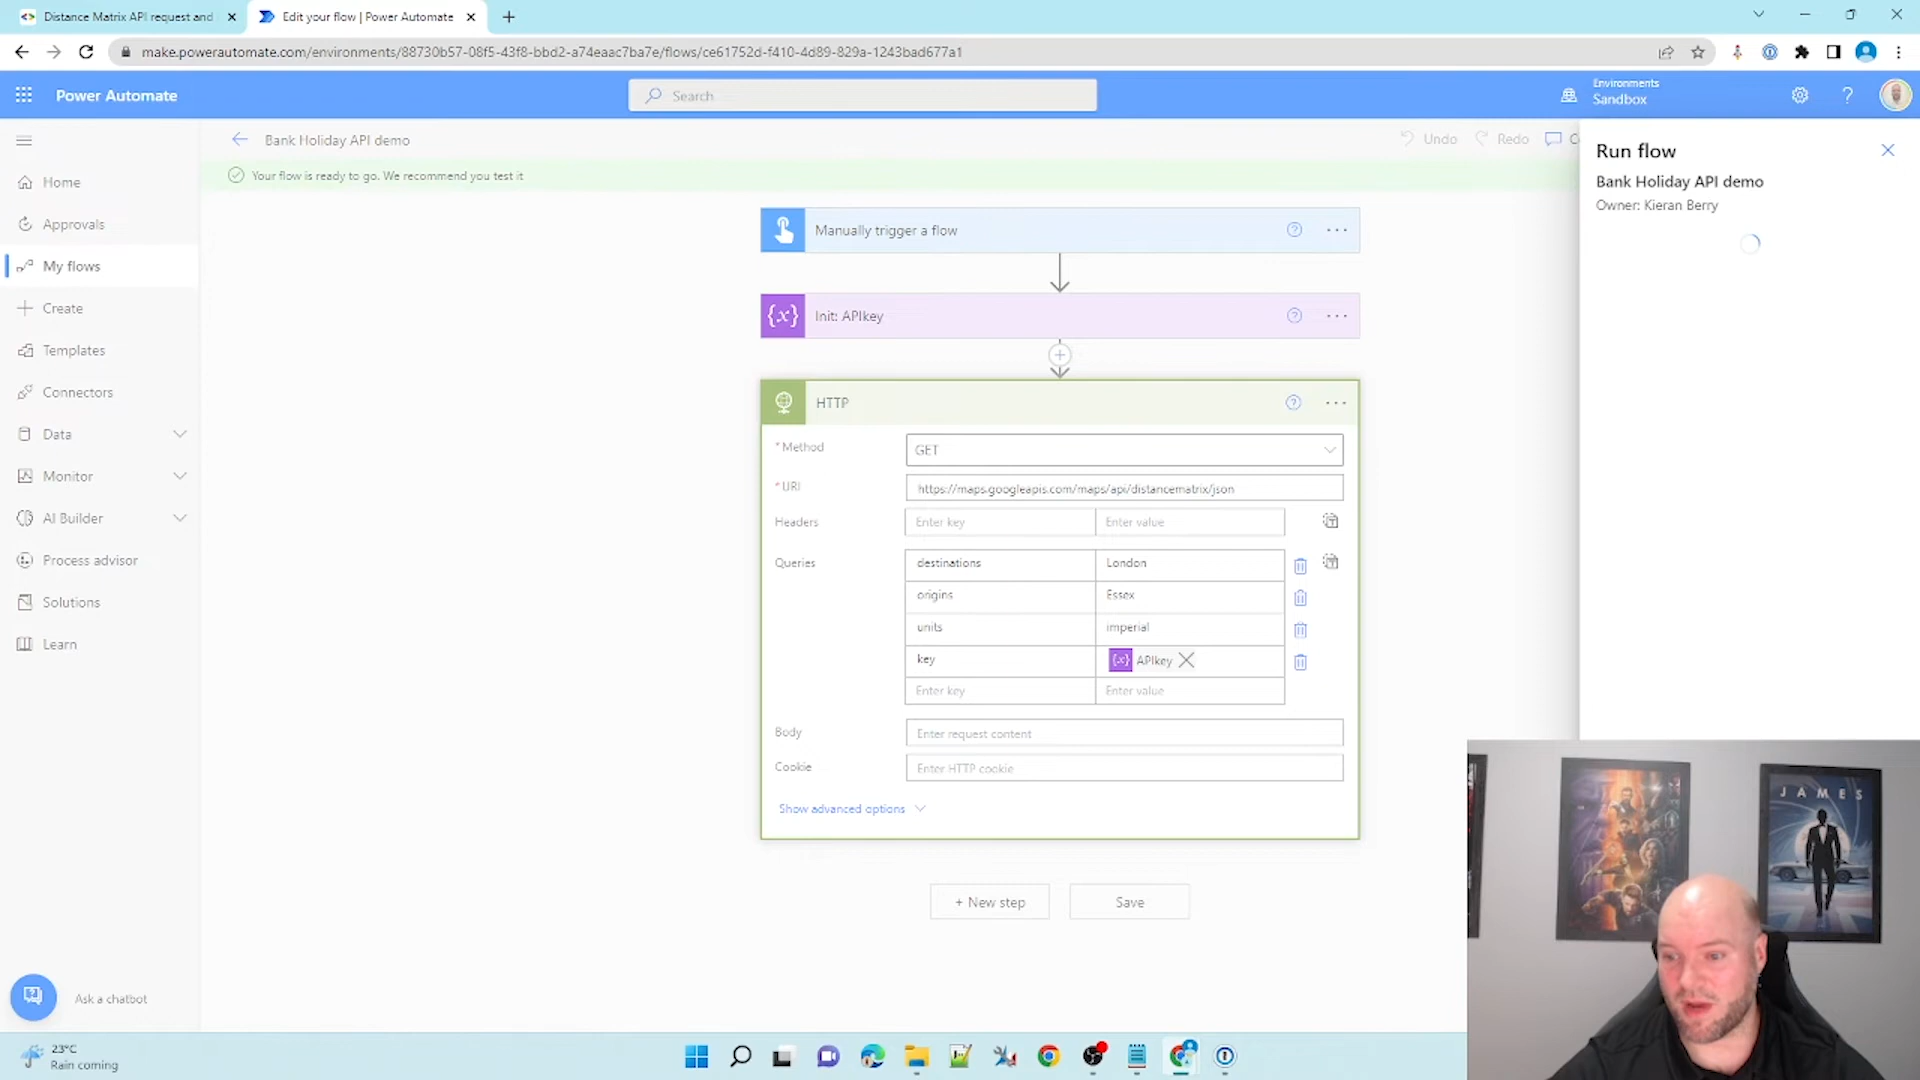 Distance Matrix API request and
Edit your flow | Power Automate
make.powerautomate.com/environments/88730b57-08f5-43f8-bbd2-a74eaac7ba7e/flows/ce61752d-f410-4d89-829a-1243bad677a1
Power Automate
Search
Environments
Sandbox
Bank Holiday API demo
Undo
Redo
Your flow is ready to go. We recommend you test it
Home
Approvals
My flows
Create
Templates
Connectors
Data
Monitor
AI Builder
Process advisor
Solutions
Learn
Ask a chatbot
Manually trigger a flow
{x} Init: APIkey
HTTP
* Method
GET
* URI
https://maps.googleapis.com/maps/api/distancematrix/json
Headers
Enter key
Enter value
Queries
destinations
London
origins
Essex
units
imperial
key
{x} APIkey
Enter key
Enter value
Body
Enter request content
Cookie
Enter HTTP cookie
Show advanced options
+ New step
Save
Run flow
Bank Holiday API demo
Owner: Kieran Berry
JAMES
23°C
Rain coming